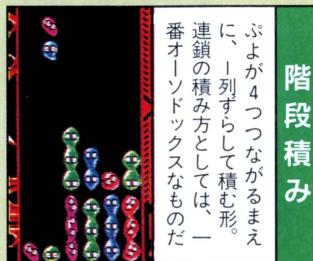 階段積み
ぷよが4つつながるまえ
に、一列ずらして積む形。
連鎖の積み方としては、一
番オーソドックスなものだ